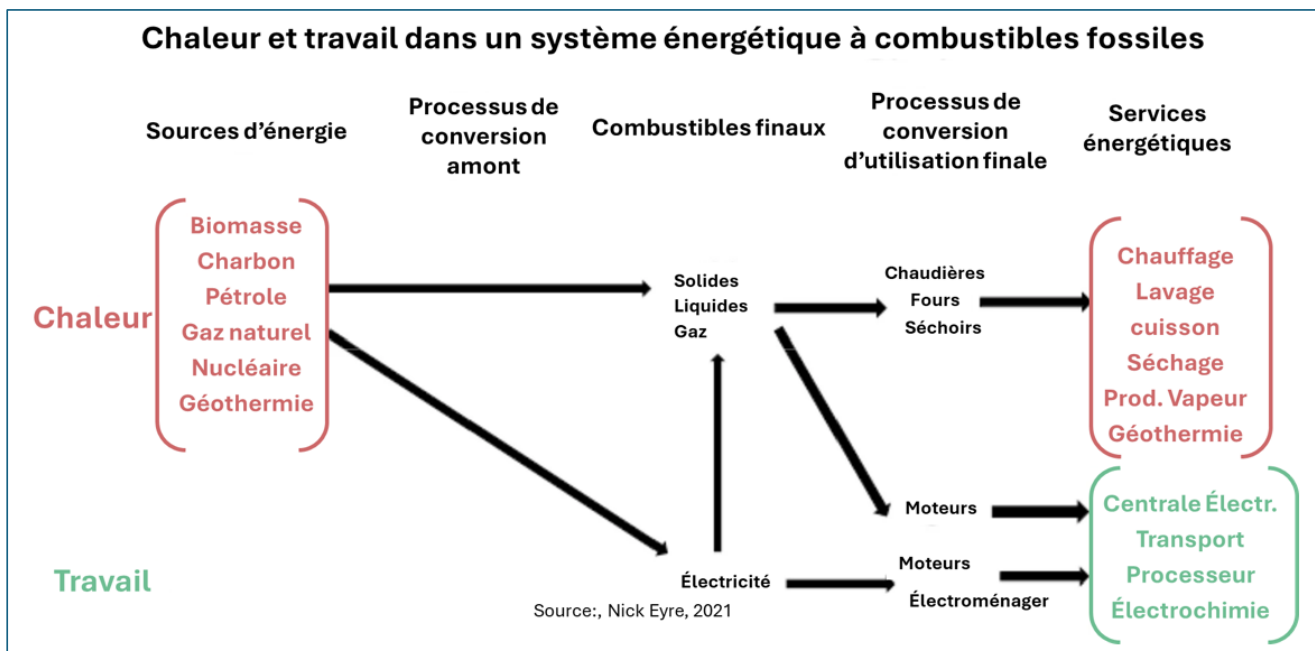 Chaleur et travail dans un système énergétique à combustibles fossiles
Sources d'énergie
Processus de
conversion
amont
Combustibles finaux
Processus de
conversion
d'utilisation finale
Services
énergétiques
Chaleur
Biomasse
Charbon
Pétrole
Gaz naturel
Nucléaire
Géothermie
Solides
Liquides
Gaz
Chaudières
Fours
Séchoirs
Chauffage
Lavage
cuisson
Séchage
Prod. Vapeur
Géothermie
Travail
Électricité
Moteurs
Moteurs
Électroménager
Centrale Électr.
Transport
Processeur
Électrochimie
Source:, Nick Eyre, 2021